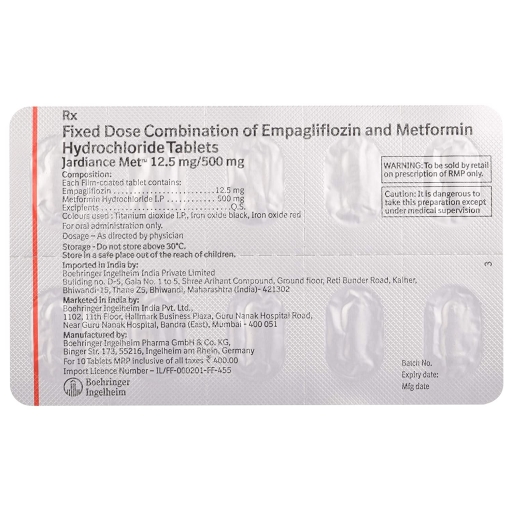 Rx
Fixed Dose Combination of Empagliflozin and Metformin
Hydrochloride Tablets
Jardiance Met™ 12.5 mg/500 mg
Composition:
Each Film-coated tablet contains:
Empagliflozin ........................ 12.5 mg
Metformin Hydrochloride I.P. ............ 500 mg
Excipients ........................ Q.S.
Colours used : Titanium dioxide I.P., Iron oxide black, Iron oxide red
For oral administration only.
Dosage – As directed by physician
Storage - Do not store above 30°C.
Store in a safe place out of the reach of children.
WARNING: To be sold by retail
on prescription of RMP only.
Caution: It is dangerous to
take this preparation except
under medical supervision
Imported in India by:
Boehringer Ingelheim India Private Limited
Building no. D-5, Gala No. 1 to 5, Shree Arihant Compound, Ground floor, Reti Bunder Road, Kalher,
Bhiwandi-15, Thane Z5, Bhiwandi, Maharashtra (India)- 421302
Marketed in India by:
Boehringer Ingelheim India Pvt. Ltd.,
1102, 11th Floor, Hallmark Business Plaza, Guru Nanak Hospital Road,
Near Guru Nanak Hospital, Bandra (East), Mumbai - 400 051
Manufactured by:
Boehringer Ingelheim Pharma GmbH & Co. KG,
Binger Str. 173, 55216, Ingelheim am Rhein, Germany
For 10 Tablets MRP inclusive of all taxes ₹ 400.00
Import Licence Number – IL/FF-000201-FF-455
Boehringer
Ingelheim
Batch No.
Expiry date:
Mfg date
3